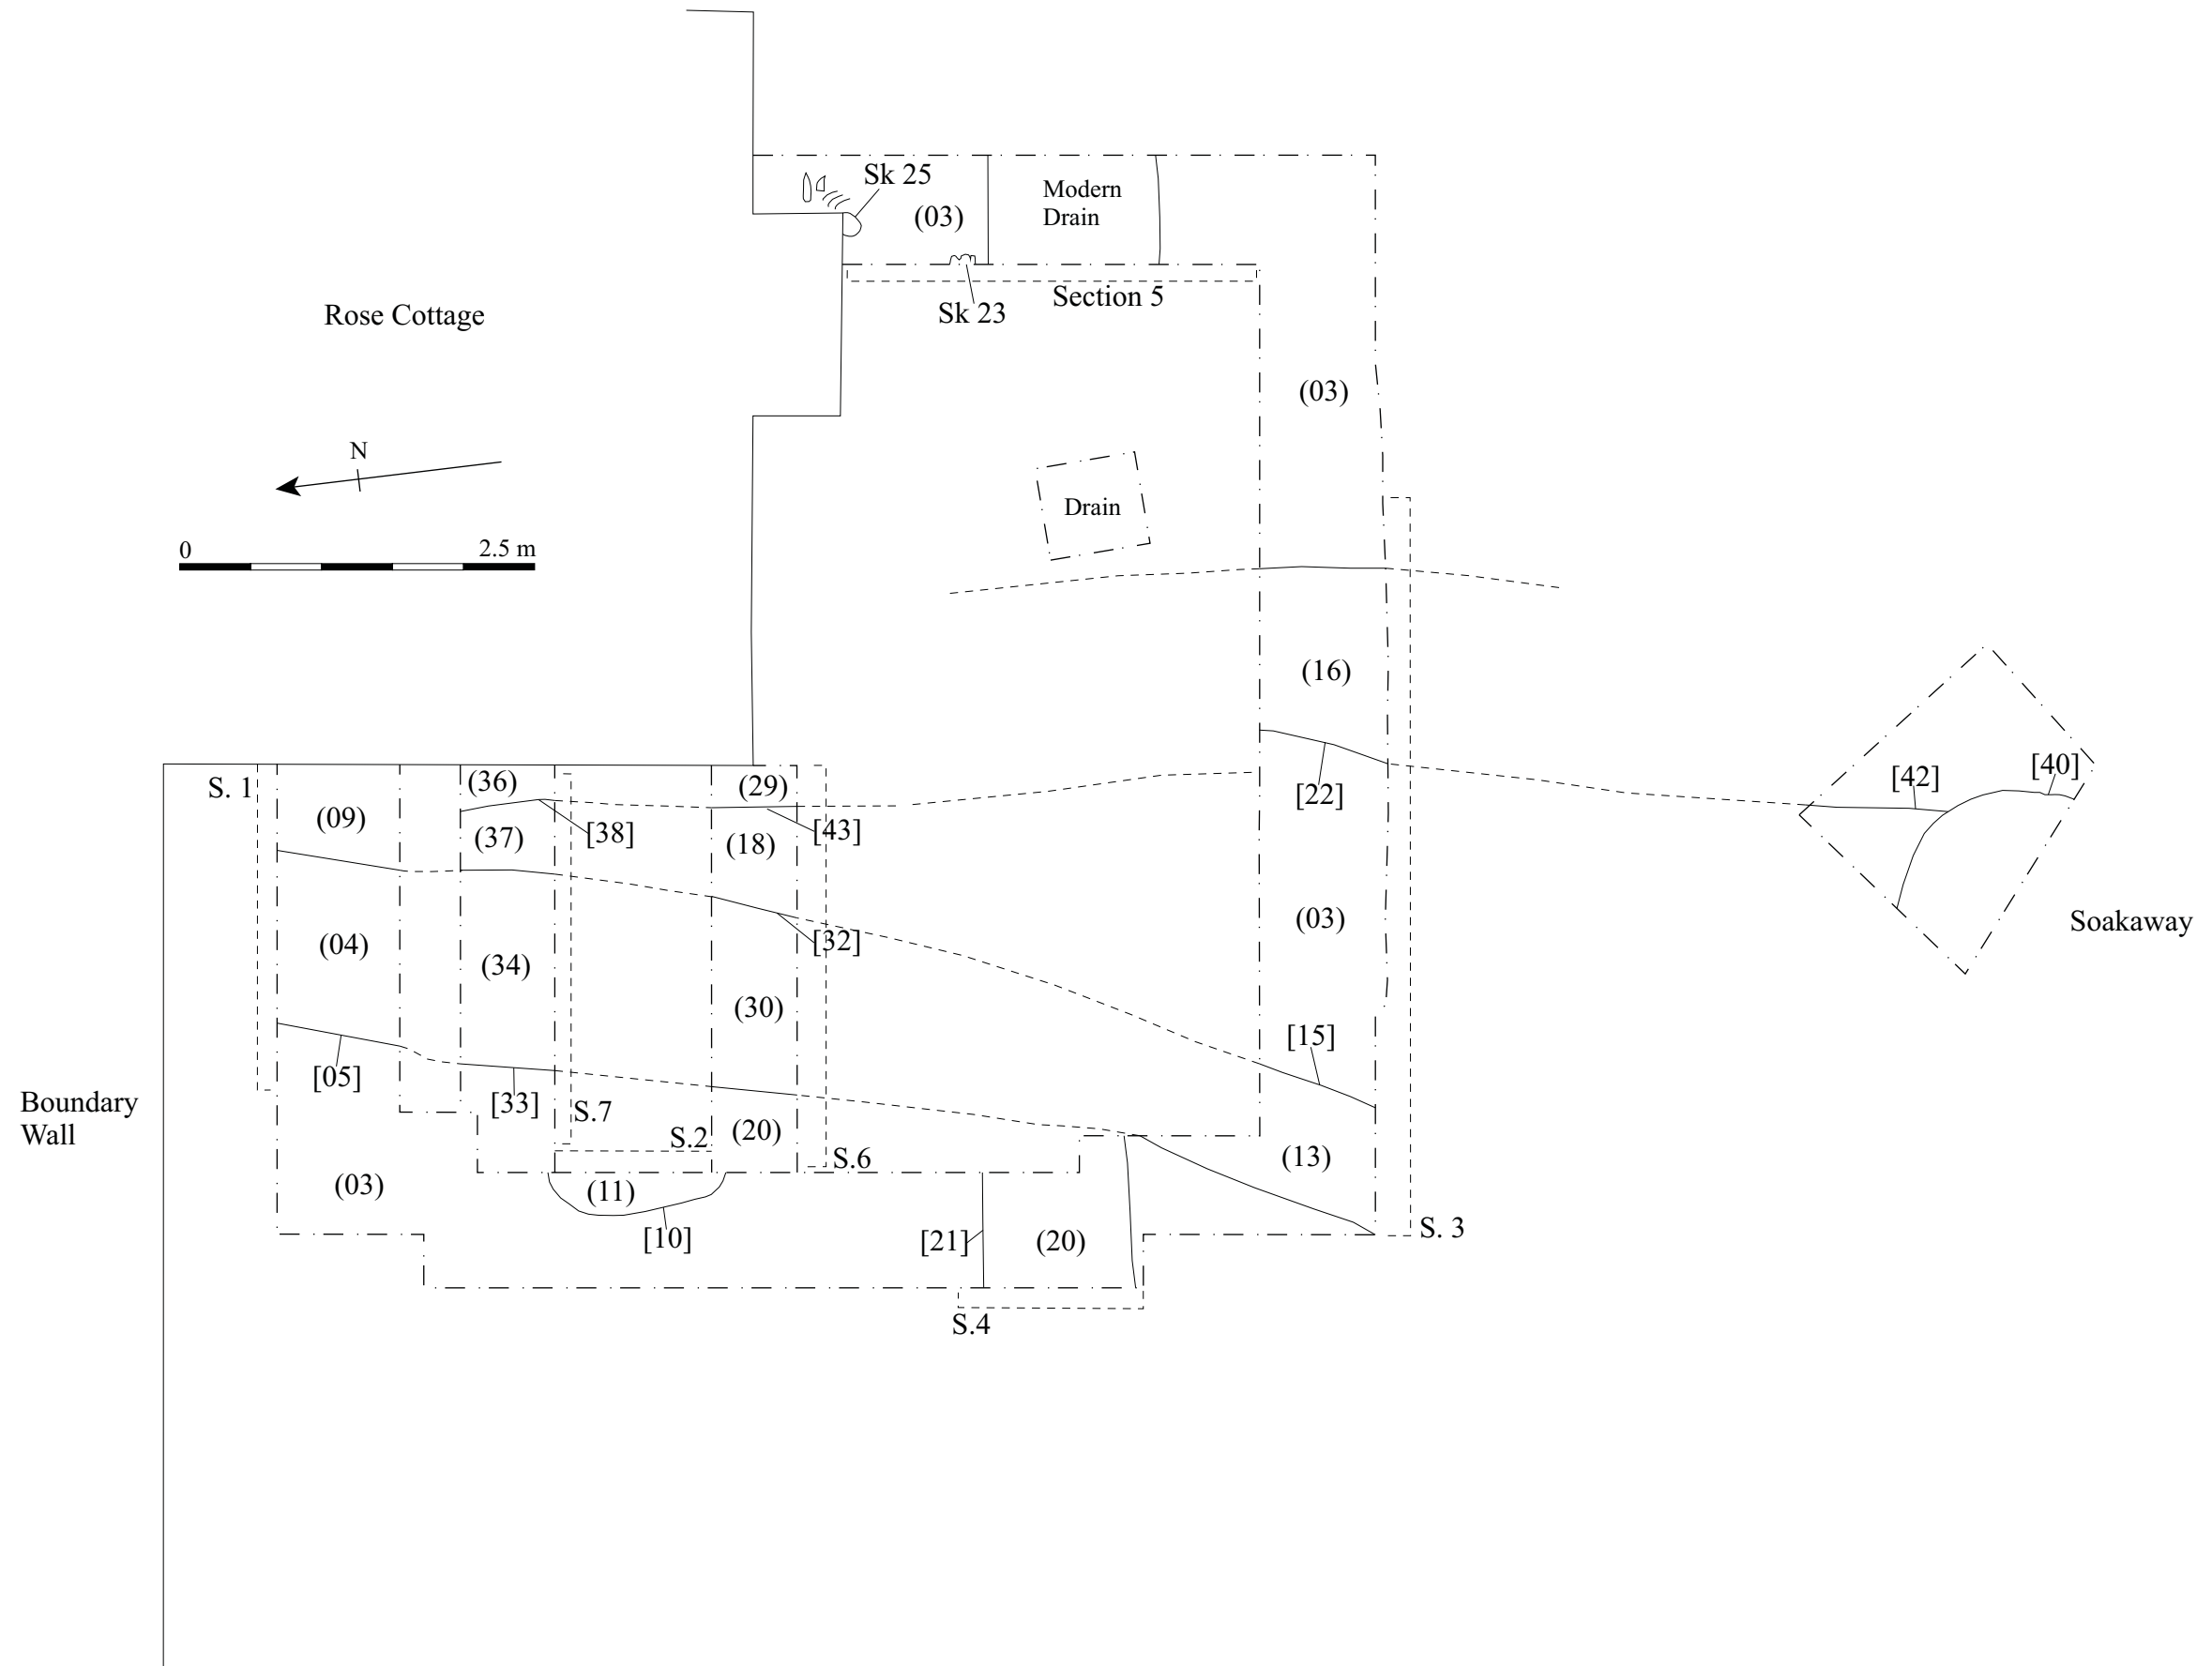 Sk 25
(03)
Modern
Drain
Sk 23
Section 5
Rose Cottage
(03)
N
Drain
0
2.5 m
(16)
S. 1
(09)
(36)
(37)
[38]
(29)
(18)
[43]
[22]
[42]
[40]
Soakaway
(04)
(34)
[32]
(30)
(03)
[15]
[05]
[33]
S.7
S.2
(20)
S.6
(13)
Boundary
Wall
(03)
(11)
[10]
[21]
(20)
S. 3
S.4